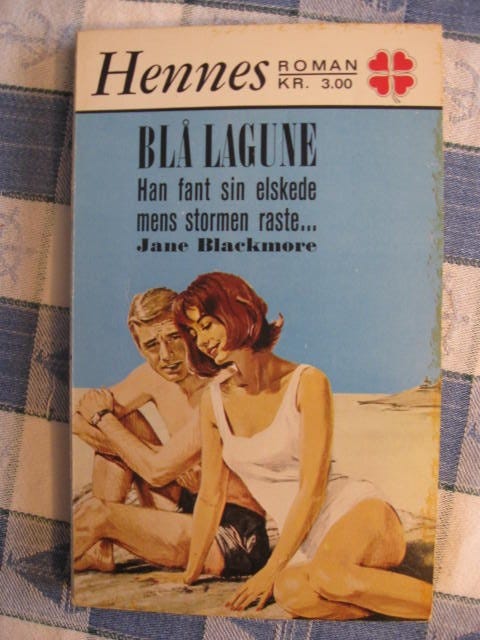 Hennes
ROMAN
KR. 3.00
BLÅ LAGUNE
Han fant sin elskede
mens stormen raste...
Jane Blackmore